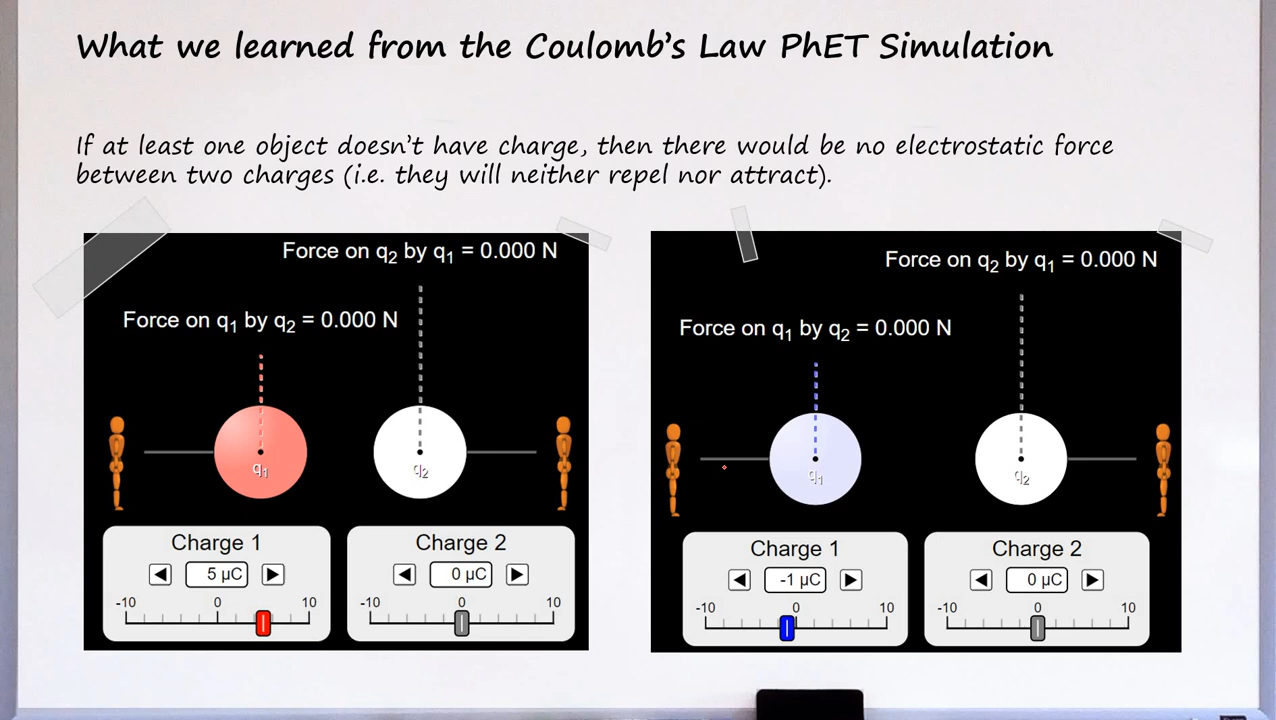 What we learned from the Coulomb's Law PhET Simulation
If at least one object doesn't have charge, then there would be no electrostatic force
between two charges (i.e. they will neither repel nor attract).
Force on q₂ by q₁ = 0.000 N
Force on q₁ by q₂ = 0.000 N
q₁
q₂
Charge 1
5 µC
-10 0 10
Charge 2
0 µC
-10 0 10
Force on q₂ by q₁ = 0.000 N
Force on q₁ by q₂ = 0.000 N
q₁
q₂
Charge 1
-1 µC
-10 0 10
Charge 2
0 µC
-10 0 10